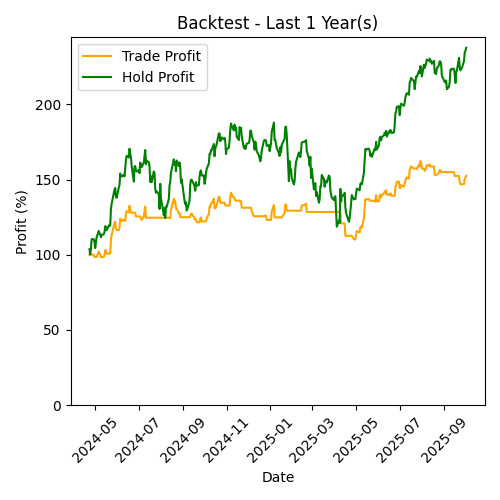 Backtest - Last 1 Year(s)
Trade Profit
Hold Profit
Profit (%)
200
150
100
50
0
2024-05
2024-07
2024-09
2024-11
2025-01
2025-03
2025-05
2025-07
2025-09
Date